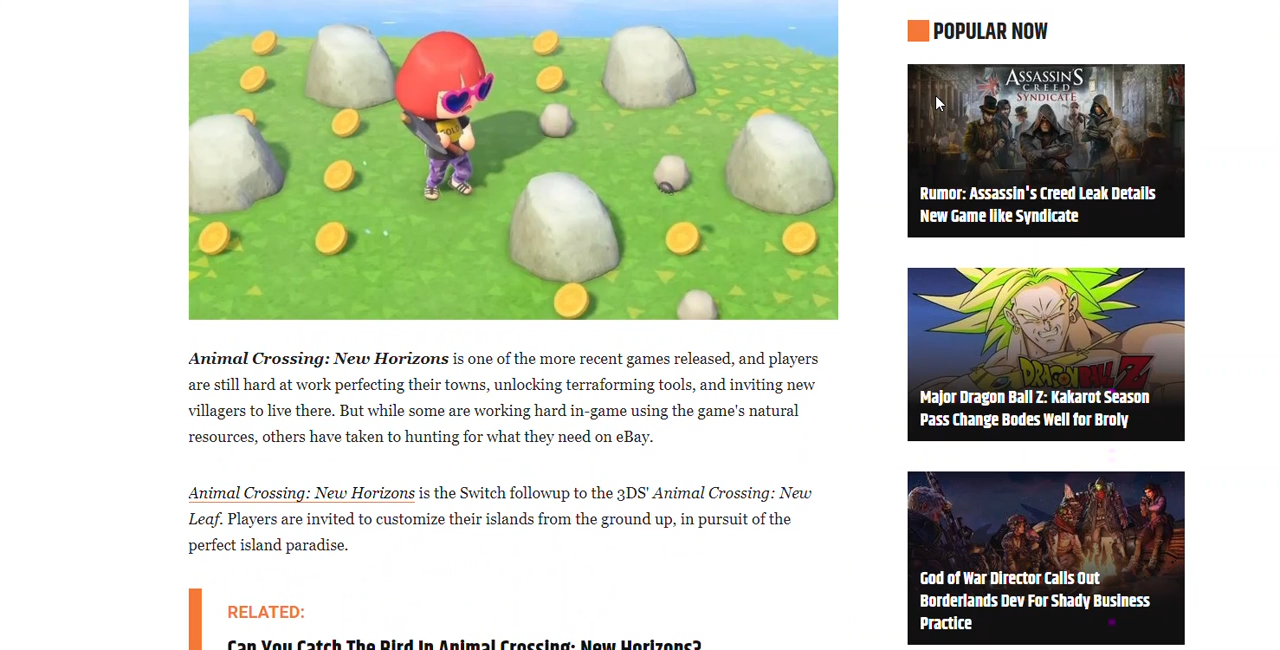 GOLD
Animal Crossing: New Horizons is one of the more recent games released, and players
are still hard at work perfecting their towns, unlocking terraforming tools, and inviting new
villagers to live there. But while some are working hard in-game using the game's natural
resources, others have taken to hunting for what they need on eBay.
Animal Crossing: New Horizons is the Switch followup to the 3DS' Animal Crossing: New
Leaf. Players are invited to customize their islands from the ground up, in pursuit of the
perfect island paradise.
RELATED:
Can You Catch The Bird In Animal Crossing: New Horizons?
POPULAR NOW
ASSASSIN'S
CREED
SYNDICATE
Rumor: Assassin's Creed Leak Details
New Game like Syndicate
DRAGON BALL Z
Major Dragon Ball Z: Kakarot Season
Pass Change Bodes Well for Broly
God of War Director Calls Out
Borderlands Dev For Shady Business
Practice